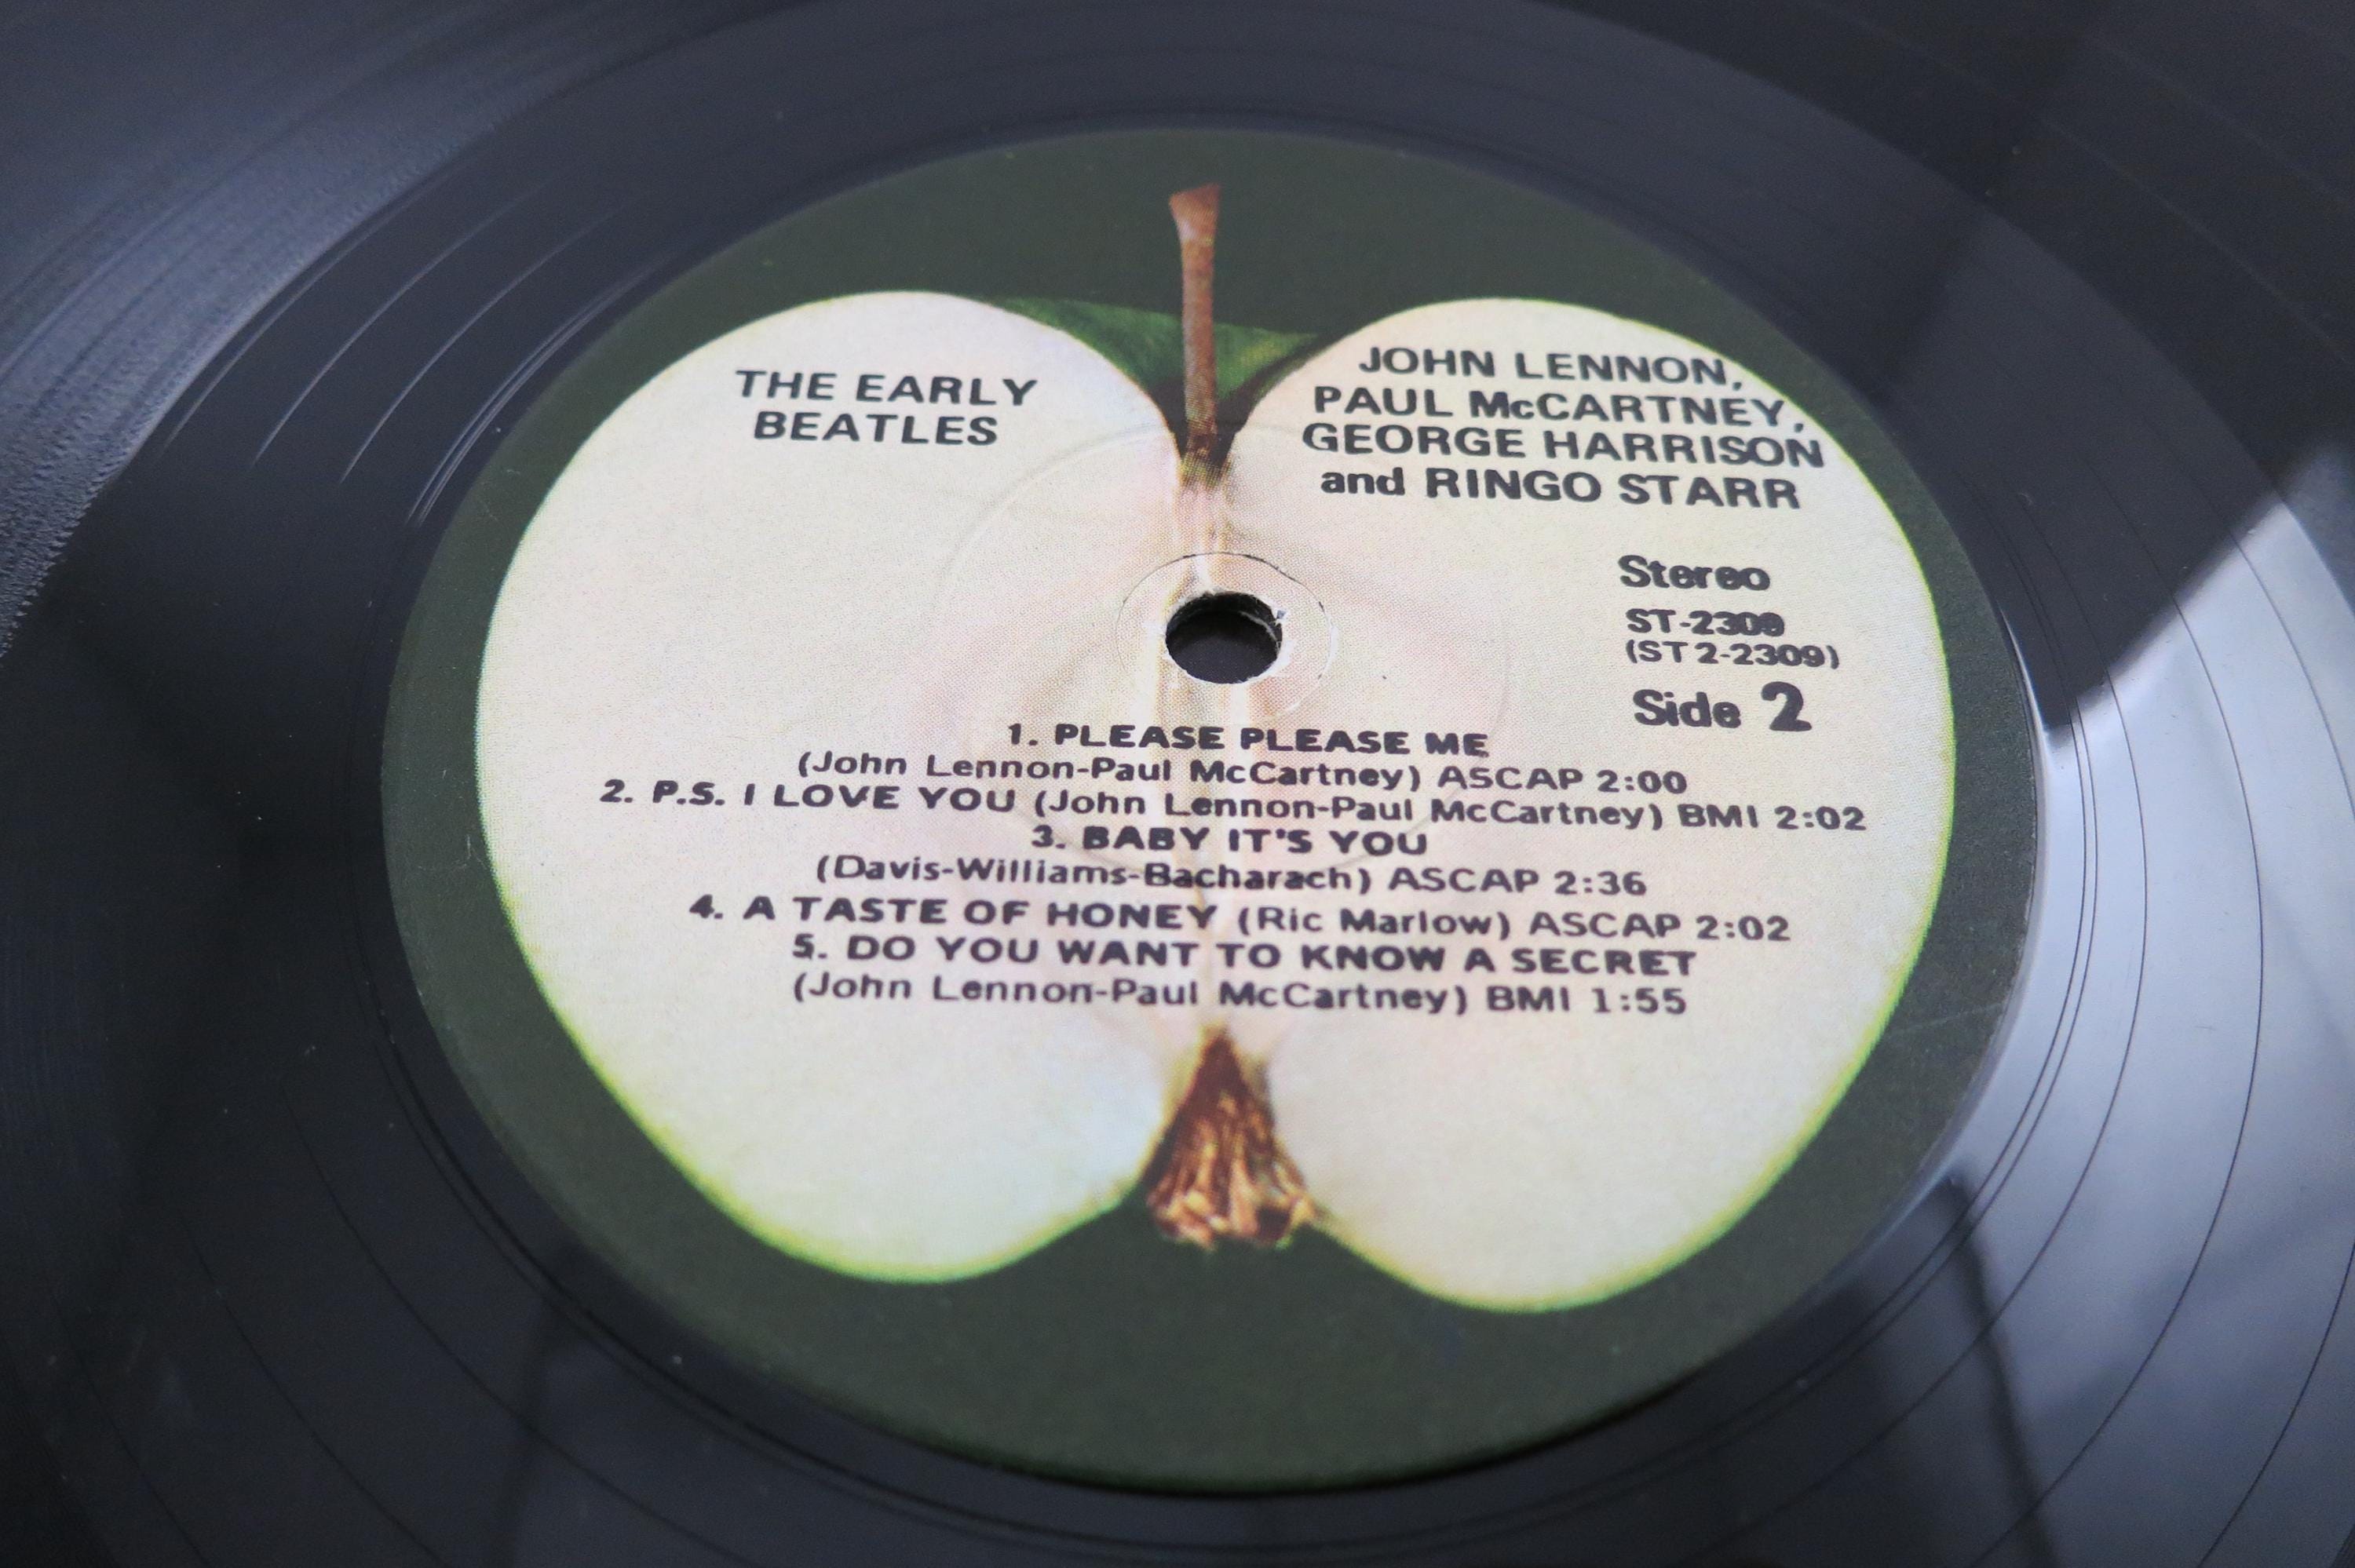 THE EARLY
BEATLES
JOHN LENNON,
PAUL McCARTNEY,
GEORGE HARRISON
and RINGO STARR
Stereo
ST-2309
(ST 2-2309)
Side 2
1. PLEASE PLEASE ME
(John Lennon-Paul McCartney) ASCAP 2:00
2. P.S. I LOVE YOU (John Lennon-Paul McCartney) BMI 2:02
3. BABY IT'S YOU
(Davis-Williams-Bacharach) ASCAP 2:36
4. A TASTE OF HONEY (Ric Marlow) ASCAP 2:02
5. DO YOU WANT TO KNOW A SECRET
(John Lennon-Paul McCartney) BMI 1:55